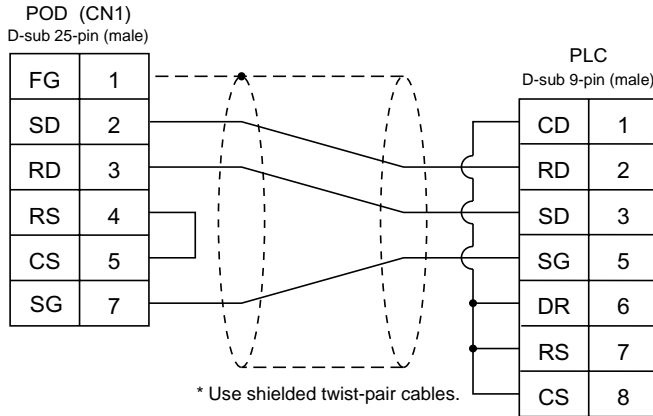 POD (CN1)
D-sub 25-pin (male)
FG 1
SD 2
RD 3
RS 4
CS 5
SG 7
PLC
D-sub 9-pin (male)
CD 1
RD 2
SD 3
SG 5
DR 6
RS 7
CS 8
* Use shielded twist-pair cables.